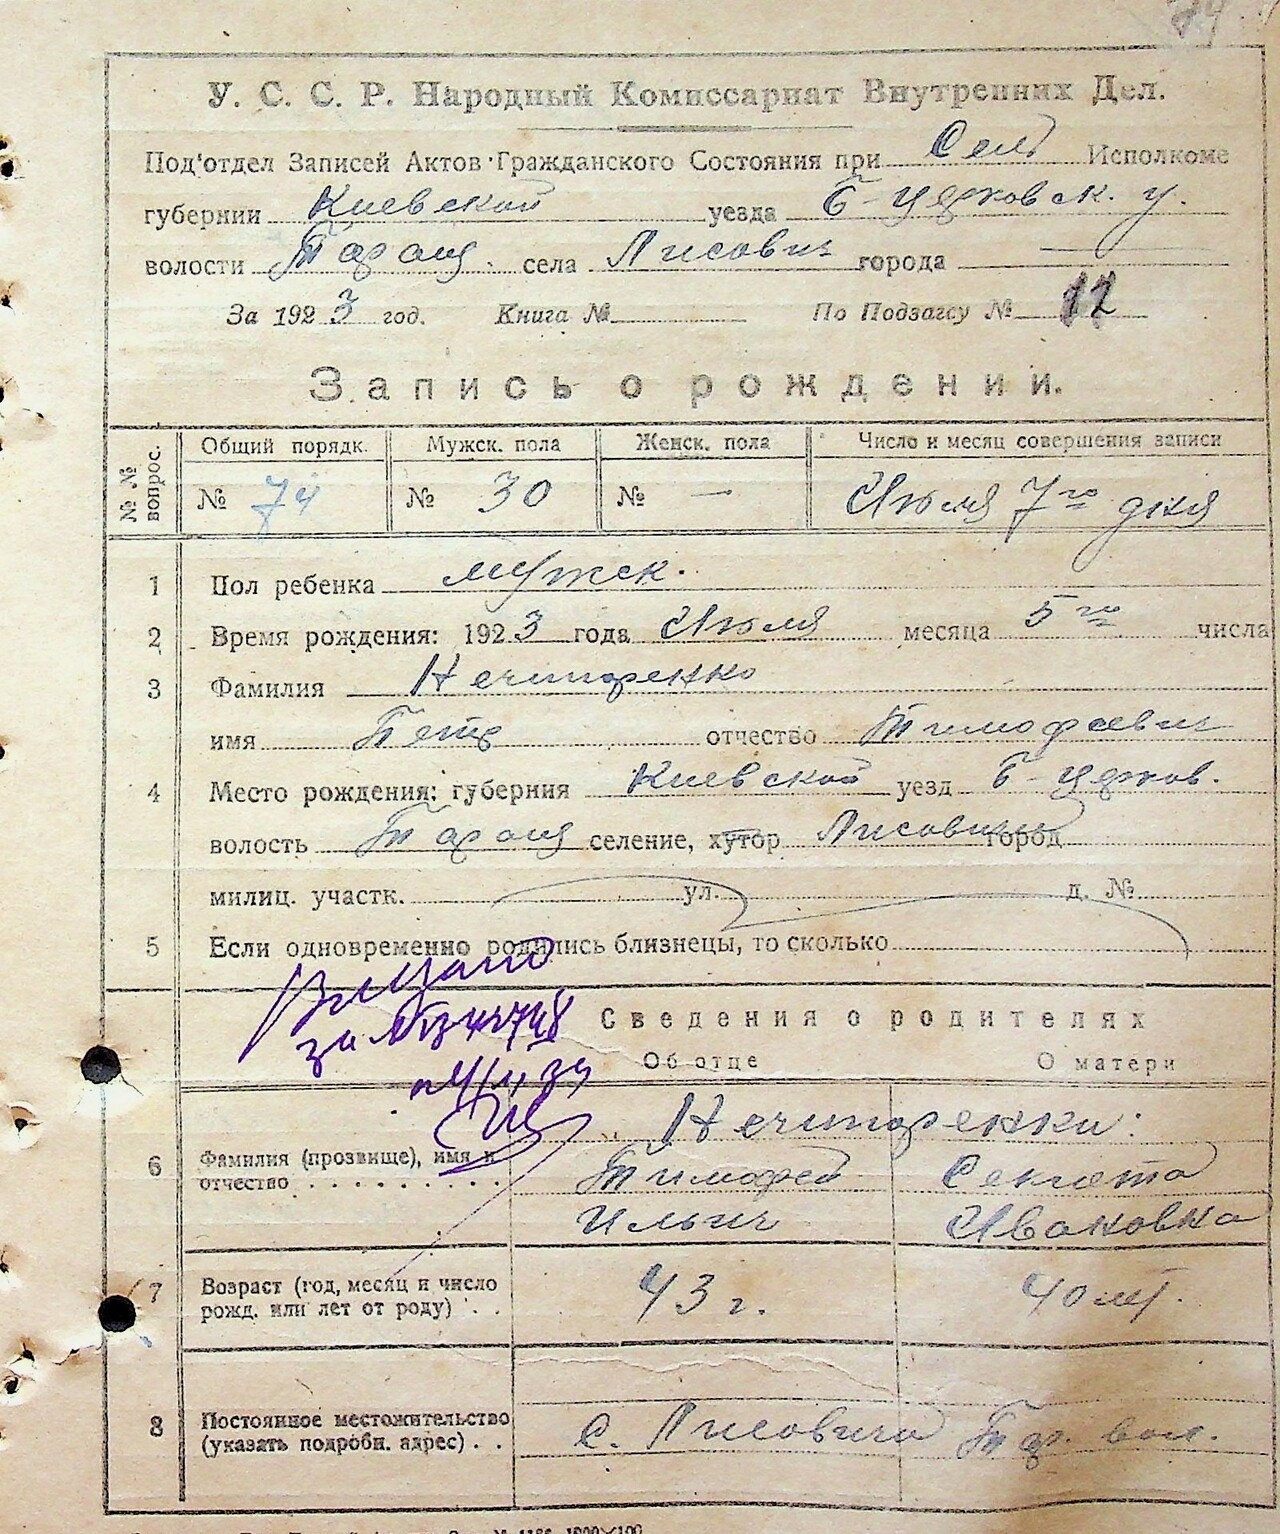 74
У. С. С. Р. Народный Комиссариат Внутренних Дел.
Под'отдел Записей Актов Гражданского Состояния при Сель Исполкоме
губернии Киевской уезда Б-Церковск. у.
волости Таращ. села Лисович города —
За 1923 год. Книга № По Подзагсу № 12
Запись о рождении.
№№ вопрос. Общий порядк. Мужск. пола Женск. пола Число и месяц совершения записи
№ 74 № 30 № — Июля 7го дня
1 Пол ребенка мужск.
2 Время рождения: 1923 года Июля месяца 5го числа
3 Фамилия Нечипоренко
имя Петр отчество Тимофеевич
4 Место рождения: губерния Киевской уезд Б-Церков.
волость Таращ селение, хутор Лисовичи город
милиц. участк. ул. д. №
5 Если одновременно родились близнецы, то сколько
Сведения о родителях
Об отце О матери
Нечипоренки.
6 Фамилия (прозвище), имя и отчество
Тимофей Секлета
Ильич Ивановна
7 Возраст (год, месяц и число рожд. или лет от роду) 43 г. 40 лет.
8 Постоянное местожительство (указать подробн. адрес) с. Лисовичи Тар. вол.